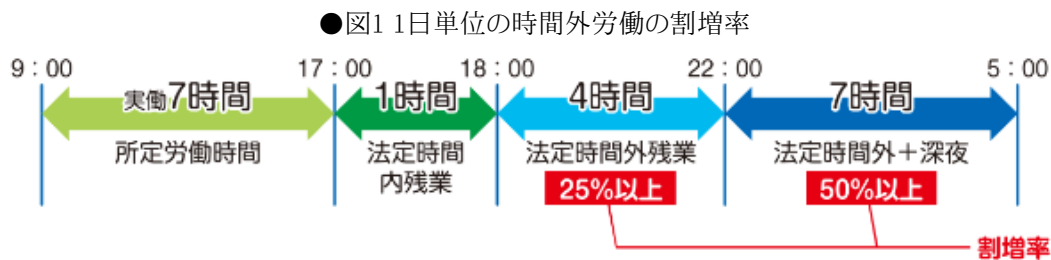 ●図1 1日単位の時間外労働の割増率
9：00 17：00 18：00 22：00 5：00
実働7時間 1時間 4時間 7時間
所定労働時間 法定時間 法定時間外残業 法定時間外＋深夜
内残業 25%以上 50%以上
割増率